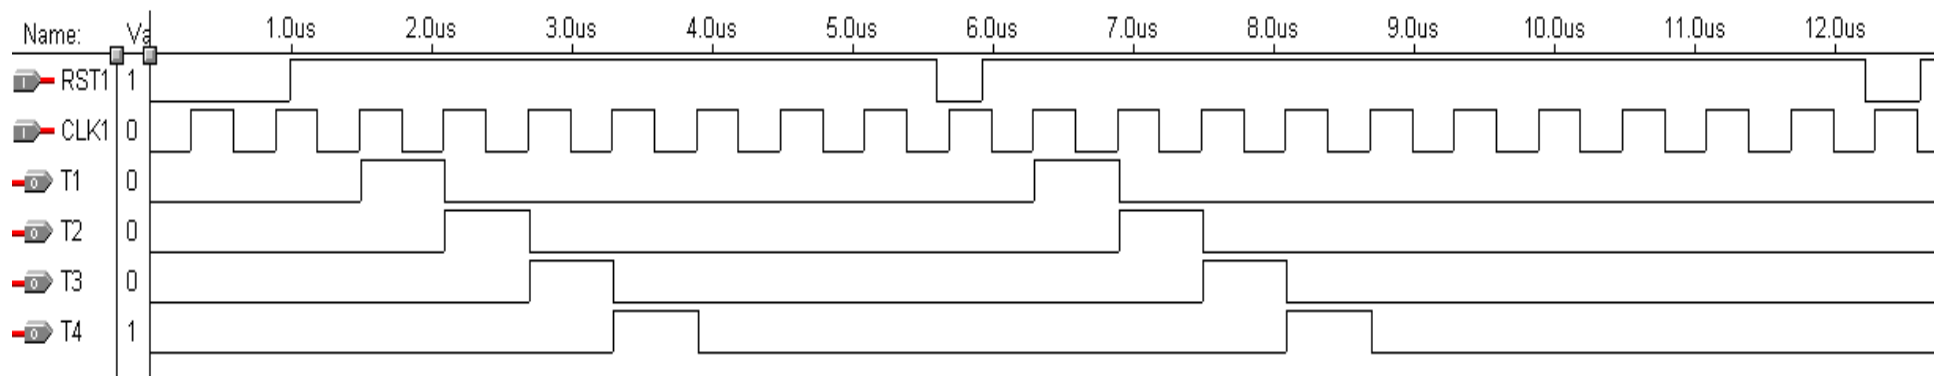 Name: Va 1.0us 2.0us 3.0us 4.0us 5.0us 6.0us 7.0us 8.0us 9.0us 10.0us 11.0us 12.0us
I RST1 1
I CLK1 0
O T1 0
O T2 0
O T3 0
O T4 1